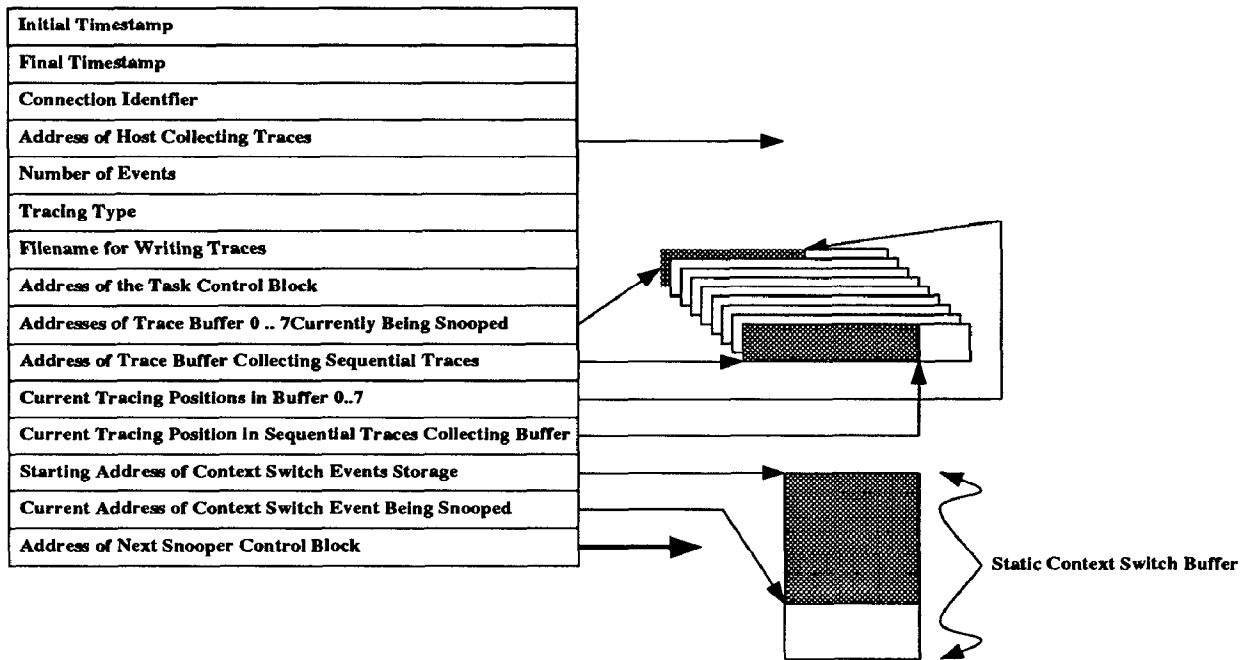 Initial Timestamp
Final Timestamp
Connection Identfier
Address of Host Collecting Traces
Number of Events
Tracing Type
Filename for Writing Traces
Address of the Task Control Block
Addresses of Trace Buffer 0 .. 7Currently Being Snooped
Address of Trace Buffer Collecting Sequential Traces
Current Tracing Positions in Buffer 0..7
Current Tracing Position in Sequential Traces Collecting Buffer
Starting Address of Context Switch Events Storage
Current Address of Context Switch Event Being Snooped
Address of Next Snooper Control Block
Static Context Switch Buffer